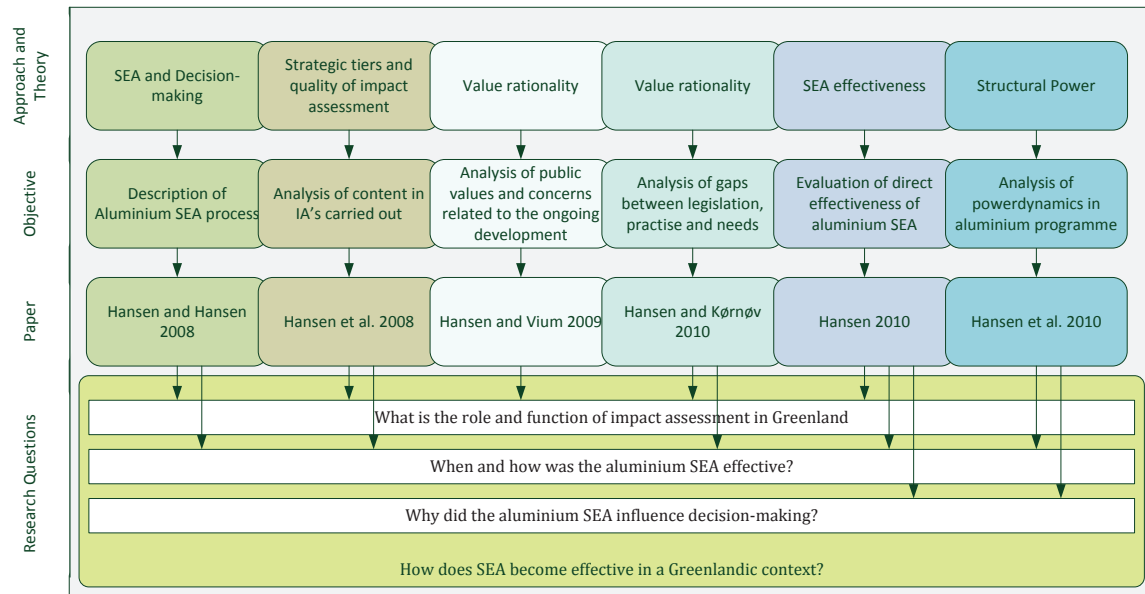 Approach and
Theory
SEA and Decision-
making
Strategic tiers and
quality of impact
assessment
Value rationality
Value rationality
SEA effectiveness
Structural Power
Objective
Description of
Aluminium SEA process
Analysis of content in
IA's carried out
Analysis of public
values and concerns
related to the ongoing
development
Analysis of gaps
between legislation,
practise and needs
Evaluation of direct
effectiveness of
aluminium SEA
Analysis of
powerdynamics in
aluminium programme
Paper
Hansen and Hansen
2008
Hansen et al. 2008
Hansen and Vium 2009
Hansen and Kørnøv
2010
Hansen 2010
Hansen et al. 2010
Research Questions
What is the role and function of impact assessment in Greenland
When and how was the aluminium SEA effective?
Why did the aluminium SEA influence decision-making?
How does SEA become effective in a Greenlandic context?